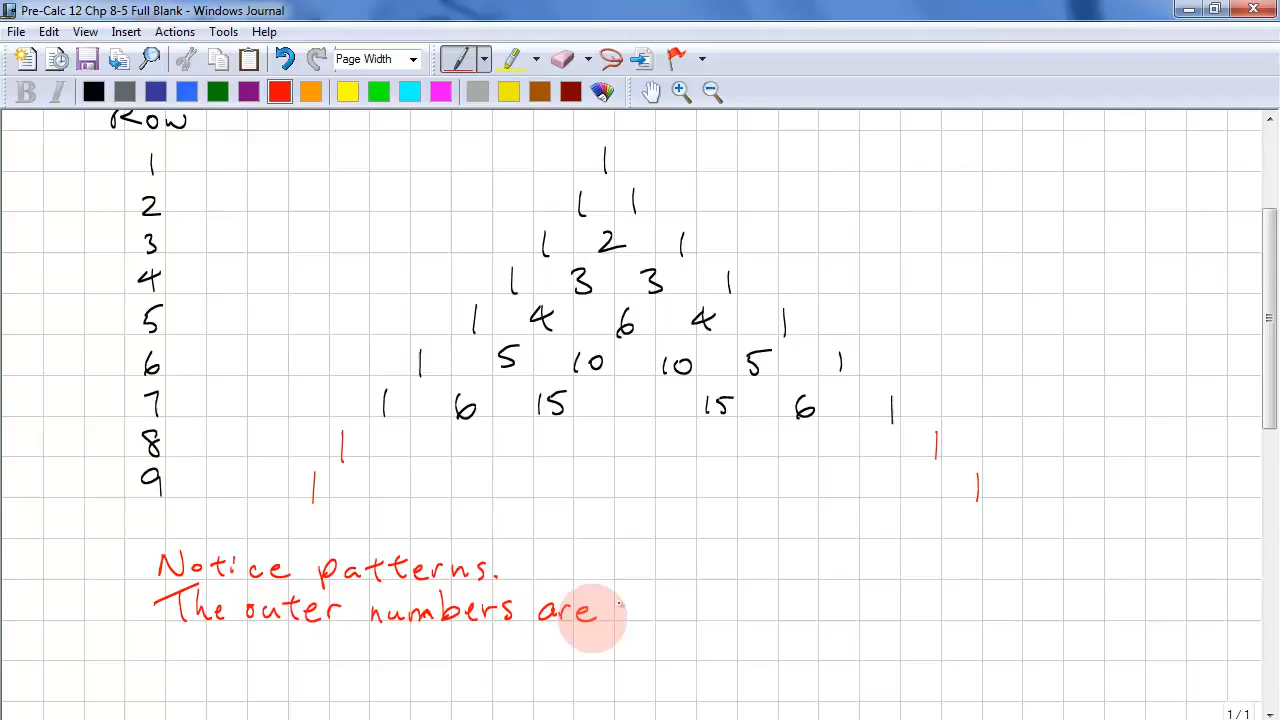 Pre-Calc 12 Chp 8-5 Full Blank - Windows Journal
File Edit View Insert Actions Tools Help
Page Width
B I
Row
1 1
2 1 1
3 1 2 1
4 1 3 3 1
5 1 4 6 4 1
6 1 5 10 10 5 1
7 1 6 15 15 6 1
8 1 1
9 1 1
Notice patterns.
The outer numbers are
1/1